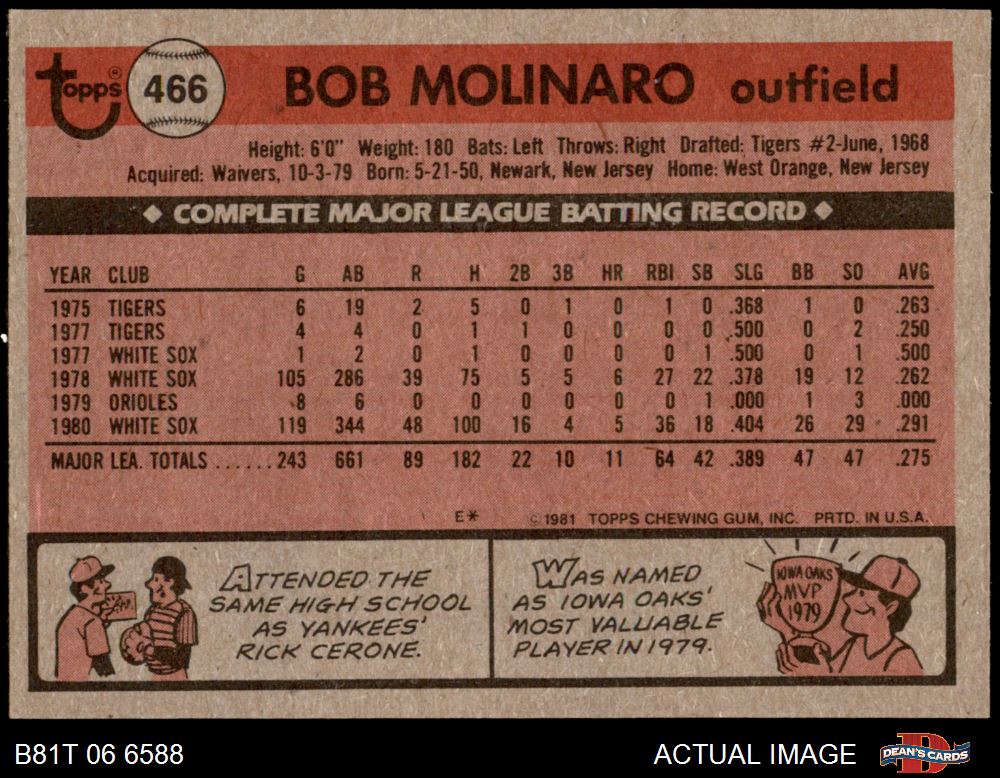 Topps® 466 BOB MOLINARO outfield
Height: 6'0" Weight: 180 Bats: Left Throws: Right Drafted: Tigers #2-June, 1968
Acquired: Waivers, 10-3-79 Born: 5-21-50, Newark, New Jersey Home: West Orange, New Jersey
◆ COMPLETE MAJOR LEAGUE BATTING RECORD ◆
YEAR CLUB G AB R H 2B 3B HR RBI SB SLG BB SO AVG
1975 TIGERS 6 19 2 5 0 1 0 1 0 .368 1 0 .263
1977 TIGERS 4 4 0 1 1 0 0 0 0 .500 0 2 .250
1977 WHITE SOX 1 2 0 1 0 0 0 0 1 .500 0 1 .500
1978 WHITE SOX 105 286 39 75 5 5 6 27 22 .378 19 12 .262
1979 ORIOLES 8 6 0 0 0 0 0 0 1 .000 1 3 .000
1980 WHITE SOX 119 344 48 100 16 4 5 36 18 .404 26 29 .291
MAJOR LEA. TOTALS ...... 243 661 89 182 22 10 11 64 42 .389 47 47 .275
E* © 1981 TOPPS CHEWING GUM, INC. PRTD. IN U.S.A.
ATTENDED THE
SAME HIGH SCHOOL
AS YANKEES'
RICK CERONE.
WAS NAMED
AS IOWA OAKS'
MOST VALUABLE
PLAYER IN 1979.
IOWA OAKS
MVP
1979
B81T 06 6588 ACTUAL IMAGE DEAN'S CARDS